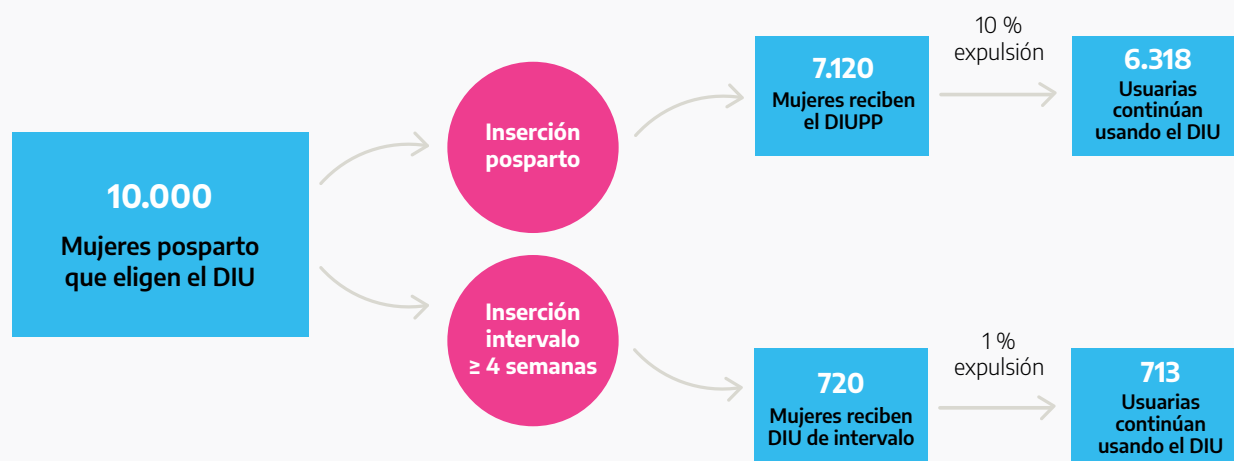 10.000
Mujeres posparto
que eligen el DIU
Inserción
posparto
7.120
Mujeres reciben
el DIUPP
10 %
expulsión
6.318
Usuarias
continúan
usando el DIU
Inserción
intervalo
≥ 4 semanas
720
Mujeres reciben
DIU de intervalo
1 %
expulsión
713
Usuarias
continúan
usando el DIU